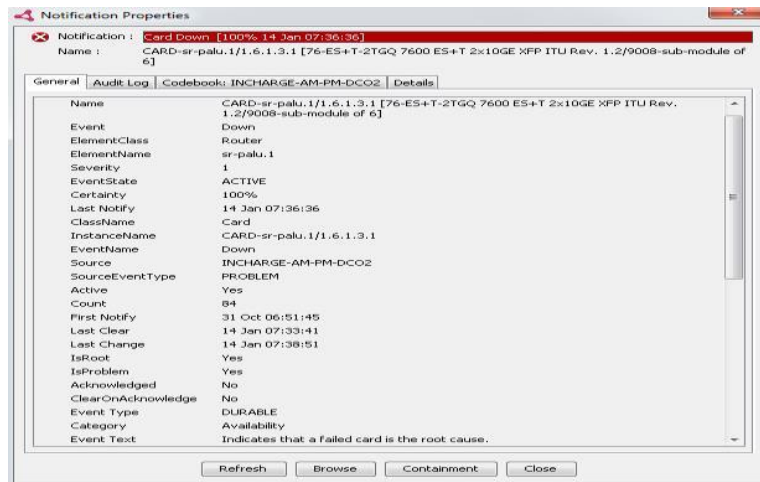 Notification Properties
Notification : Card Down [100% 14 Jan 07:36:36]
Name : CARD-sr-palu.1/1.6.1.3.1 [76-ES+T-2TGQ 7600 ES+T 2x10GE XFP ITU Rev. 1.2/9008-sub-module of
6]
General Audit Log Codebook: INCHARGE-AM-PM-DCO2 Details
Name CARD-sr-palu.1/1.6.1.3.1 [76-ES+T-2TGQ 7600 ES+T 2x10GE XFP ITU Rev.
1.2/9008-sub-module of 6]
Event Down
ElementClass Router
ElementName sr-palu.1
Severity 1
EventState ACTIVE
Certainty 100%
Last Notify 14 Jan 07:36:36
ClassName Card
InstanceName CARD-sr-palu.1/1.6.1.3.1
EventName Down
Source INCHARGE-AM-PM-DCO2
SourceEventType PROBLEM
Active Yes
Count 84
First Notify 31 Oct 06:51:45
Last Clear 14 Jan 07:33:41
Last Change 14 Jan 07:38:51
IsRoot Yes
IsProblem Yes
Acknowledged No
ClearOnAcknowledge No
Event Type DURABLE
Category Availability
Event Text Indicates that a failed card is the root cause.
Refresh Browse Containment Close